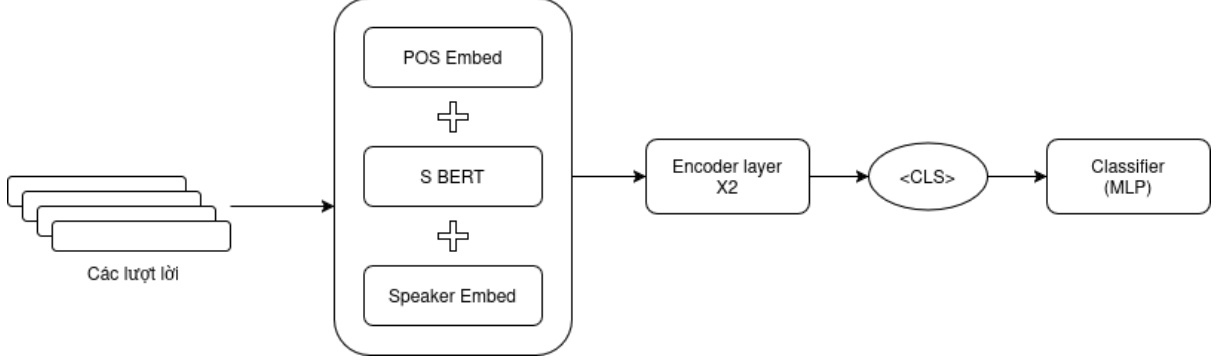 POS Embed
S BERT
Speaker Embed
Các lượt lời
Encoder layer
X2
<CLS>
Classifier
(MLP)